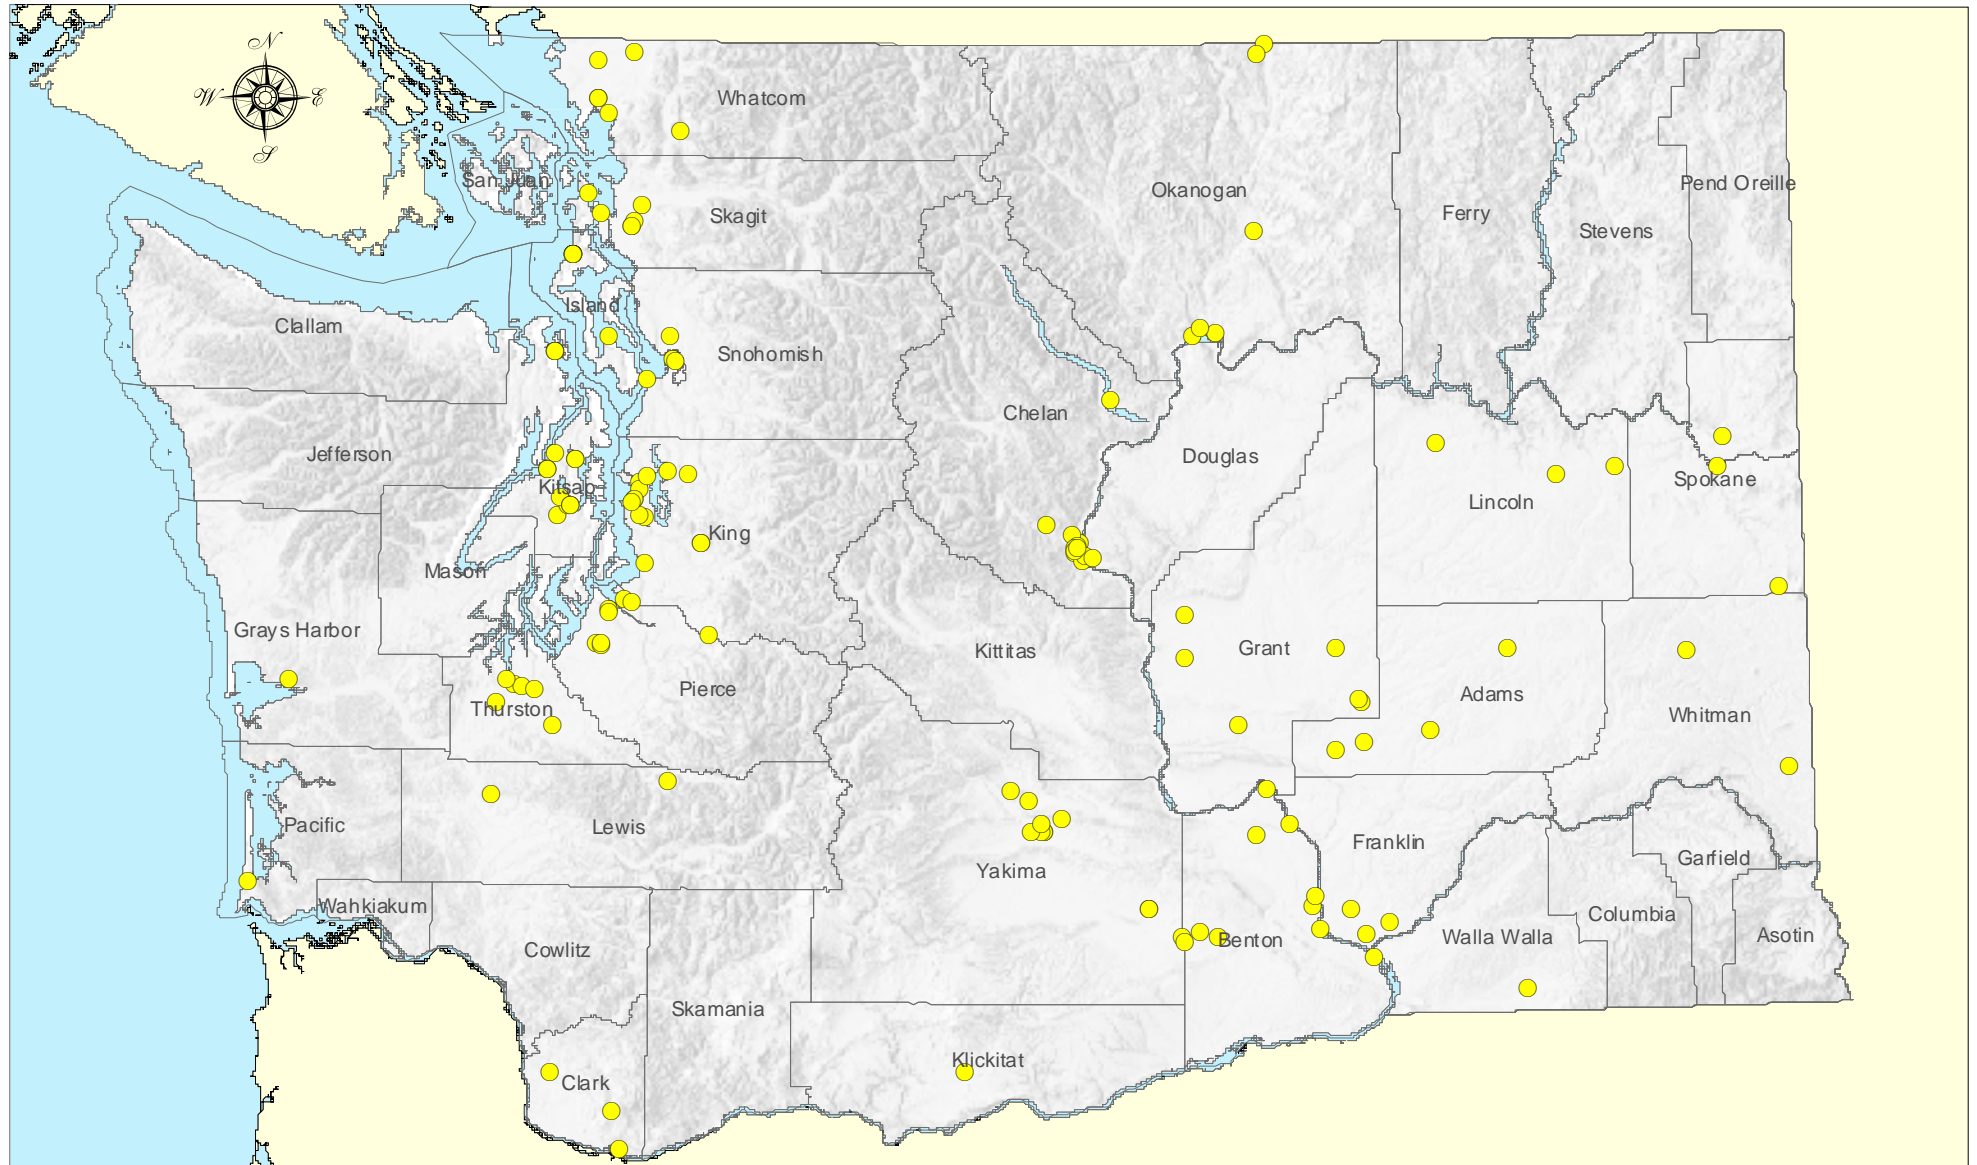 N
W E
S
Whatcom
San Juan
Skagit
Okanogan
Ferry
Stevens
Pend Oreille
Island
Clallam
Snohomish
Chelan
Jefferson
Douglas
Kitsap
King
Lincoln
Spokane
Mason
Grays Harbor
Kittitas
Grant
Pierce
Adams
Thurston
Whitman
Pacific
Lewis
Yakima
Franklin
Garfield
Wahkiakum
Columbia
Cowlitz
Benton
Walla Walla
Asotin
Skamania
Klickitat
Clark